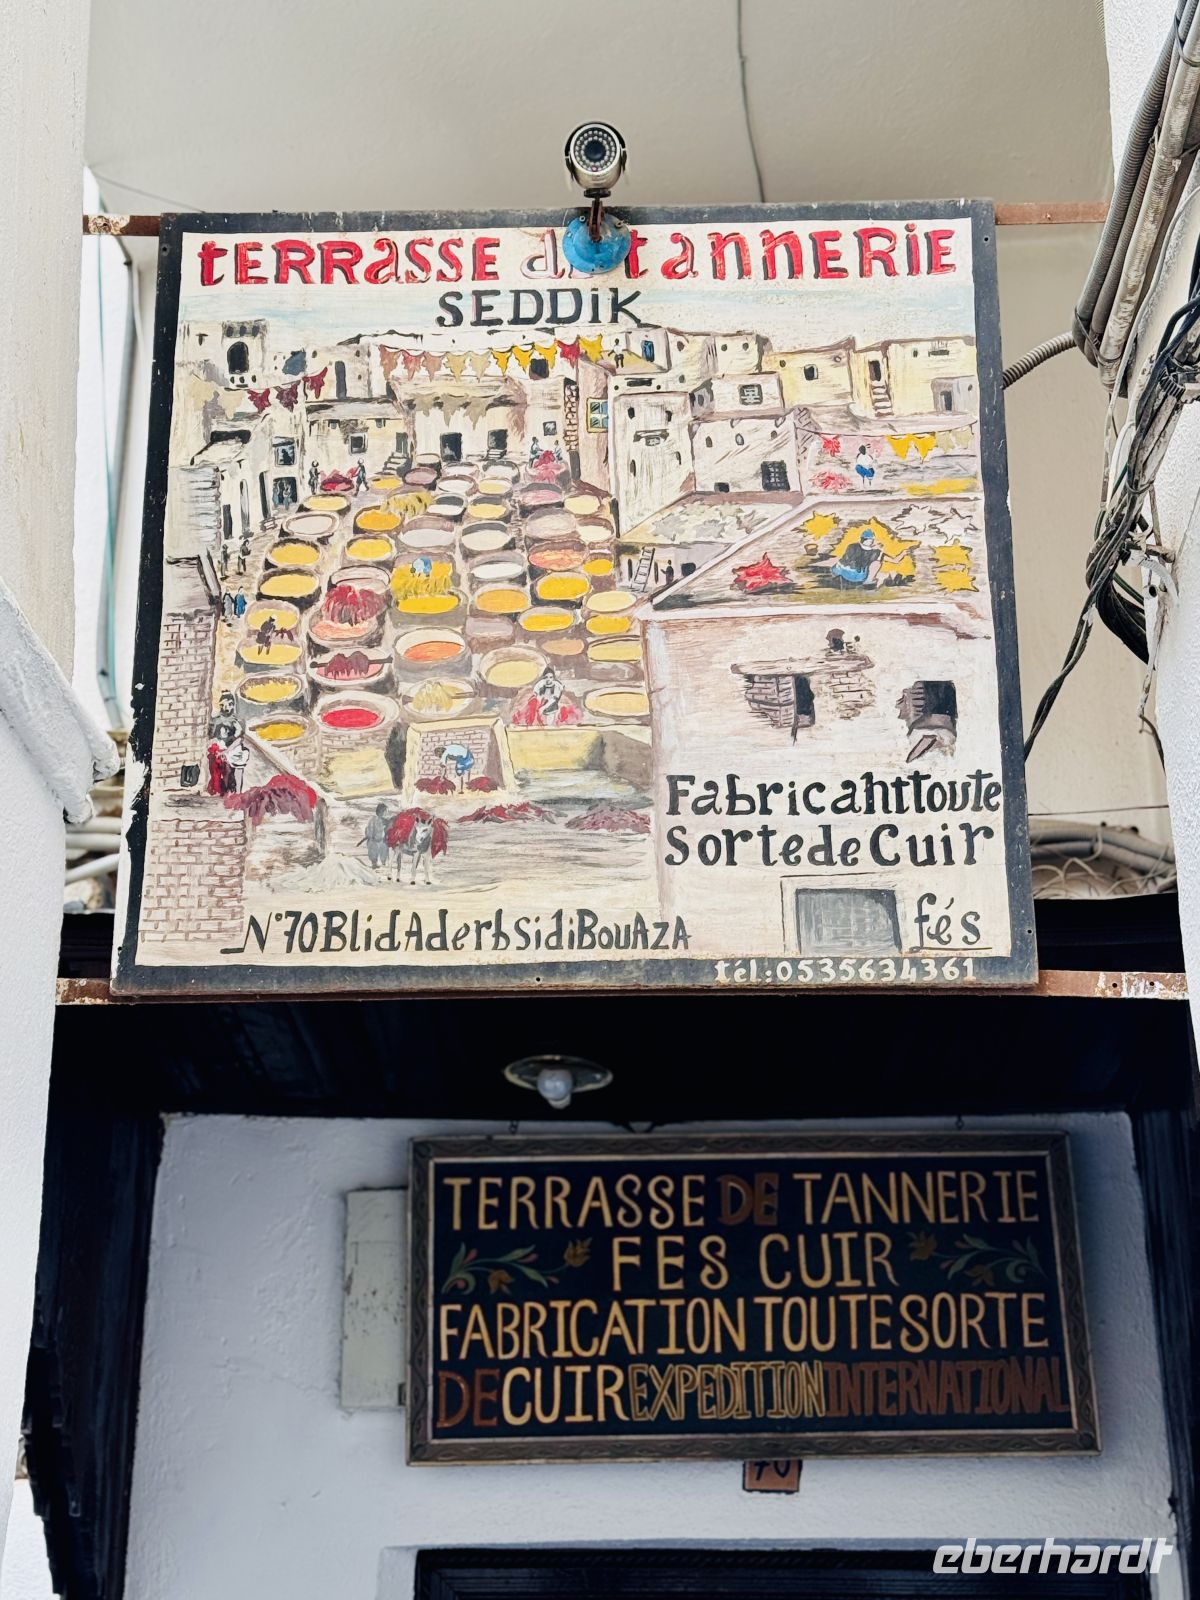 tERRasSE de tannERiE
SEDDiK
Fabricahttoute
SortedeCuir
fés
N°70BlidAderbSidiBouAzA
tél:0535634361
TERRASSE DE TANNERIE
FES CUIR
FABRICATION TOUTE SORTE
DE CUIR EXPEDITION INTERNATIONAL
70
eberhardt